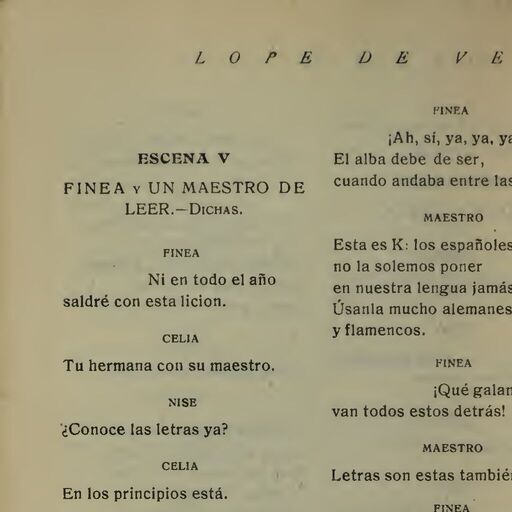 LOPE DE VE
ESCENA V
FINEA Y UN MAESTRO DE
LEER.—DICHAS.
FINEA
Ni en todo el año
saldré con esta licion.
CELIA
Tu hermana con su maestro.
NISE
¿Conoce las letras ya?
CELIA
En los principios está.
FINEA
¡Ah, sí, ya, ya, ya
El alba debe de ser,
cuando andaba entre las
MAESTRO
Esta es K: los españoles
no la solemos poner
en nuestra lengua jamás
Úsanla mucho alemanes
y flamencos.
FINEA
¡Qué galan
van todos estos detrás!
MAESTRO
Letras son estas tambié
FINEA